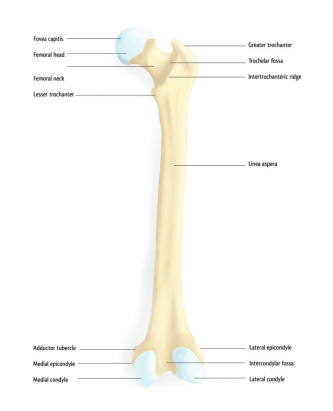 Fovea capitis
Femoral head
Femoral neck
Lesser trochanter
Greater trochanter
Trochelar fossa
Intertrochanteric ridge
Linea aspera
Adductor tubercle
Medial epicondyle
Medial condyle
Lateral epicondyle
Intercondylar fossa
Lateral condyle